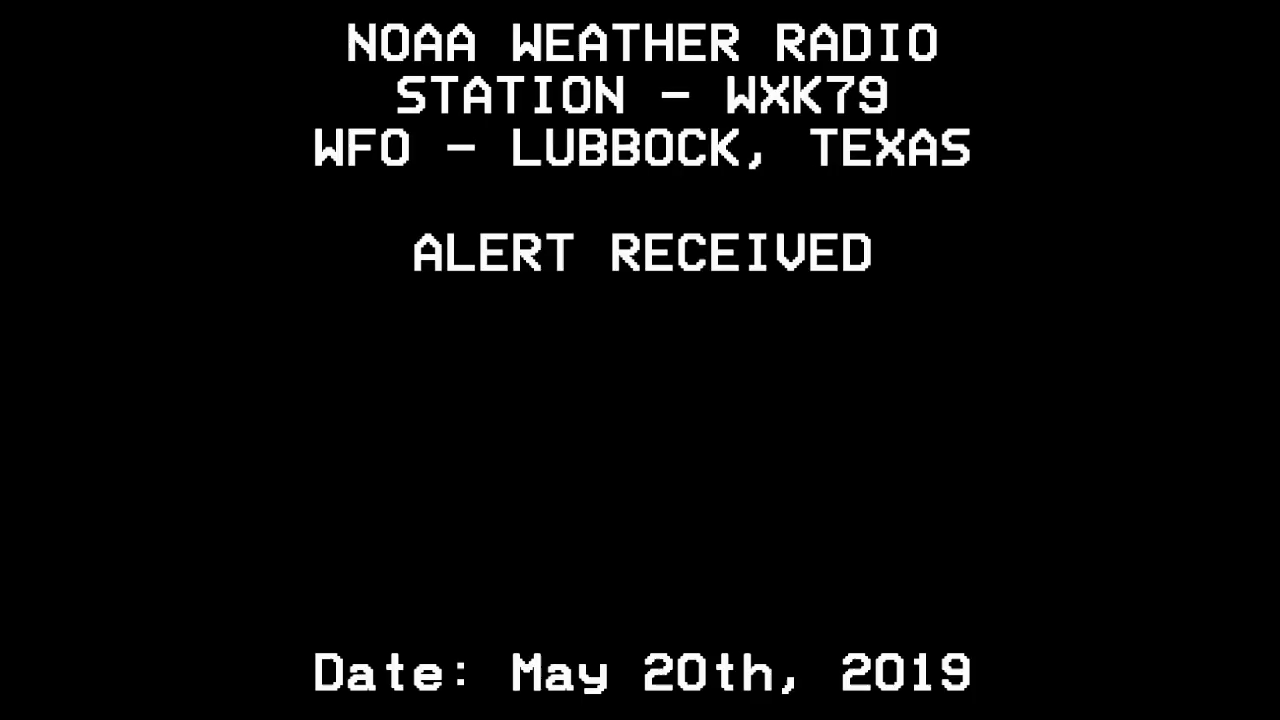 NOAA WEATHER RADIO
STATION - WXK79
WFO - LUBBOCK, TEXAS
ALERT RECEIVED
Date: May 20th, 2019